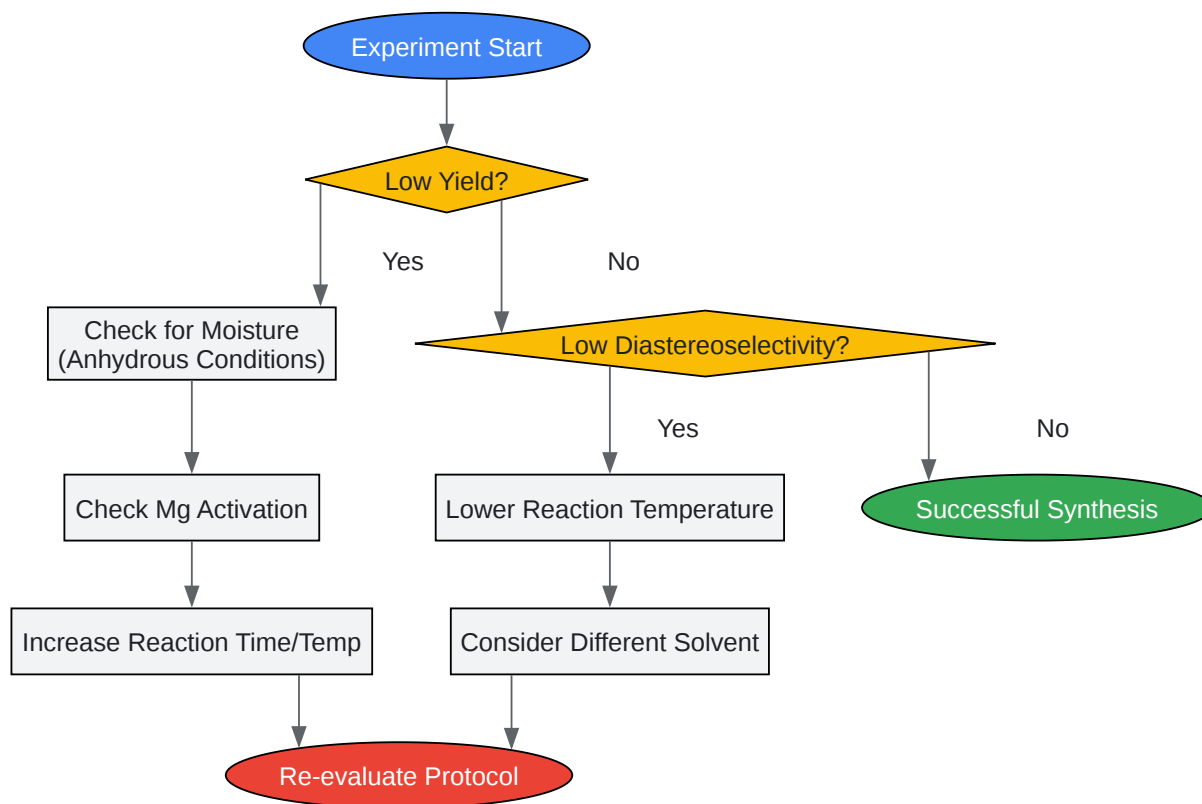 Experiment Start
Low Yield?
Yes
No
Check for Moisture
(Anhydrous Conditions)
Low Diastereoselectivity?
Yes
No
Check Mg Activation
Lower Reaction Temperature
Successful Synthesis
Increase Reaction Time/Temp
Consider Different Solvent
Re-evaluate Protocol